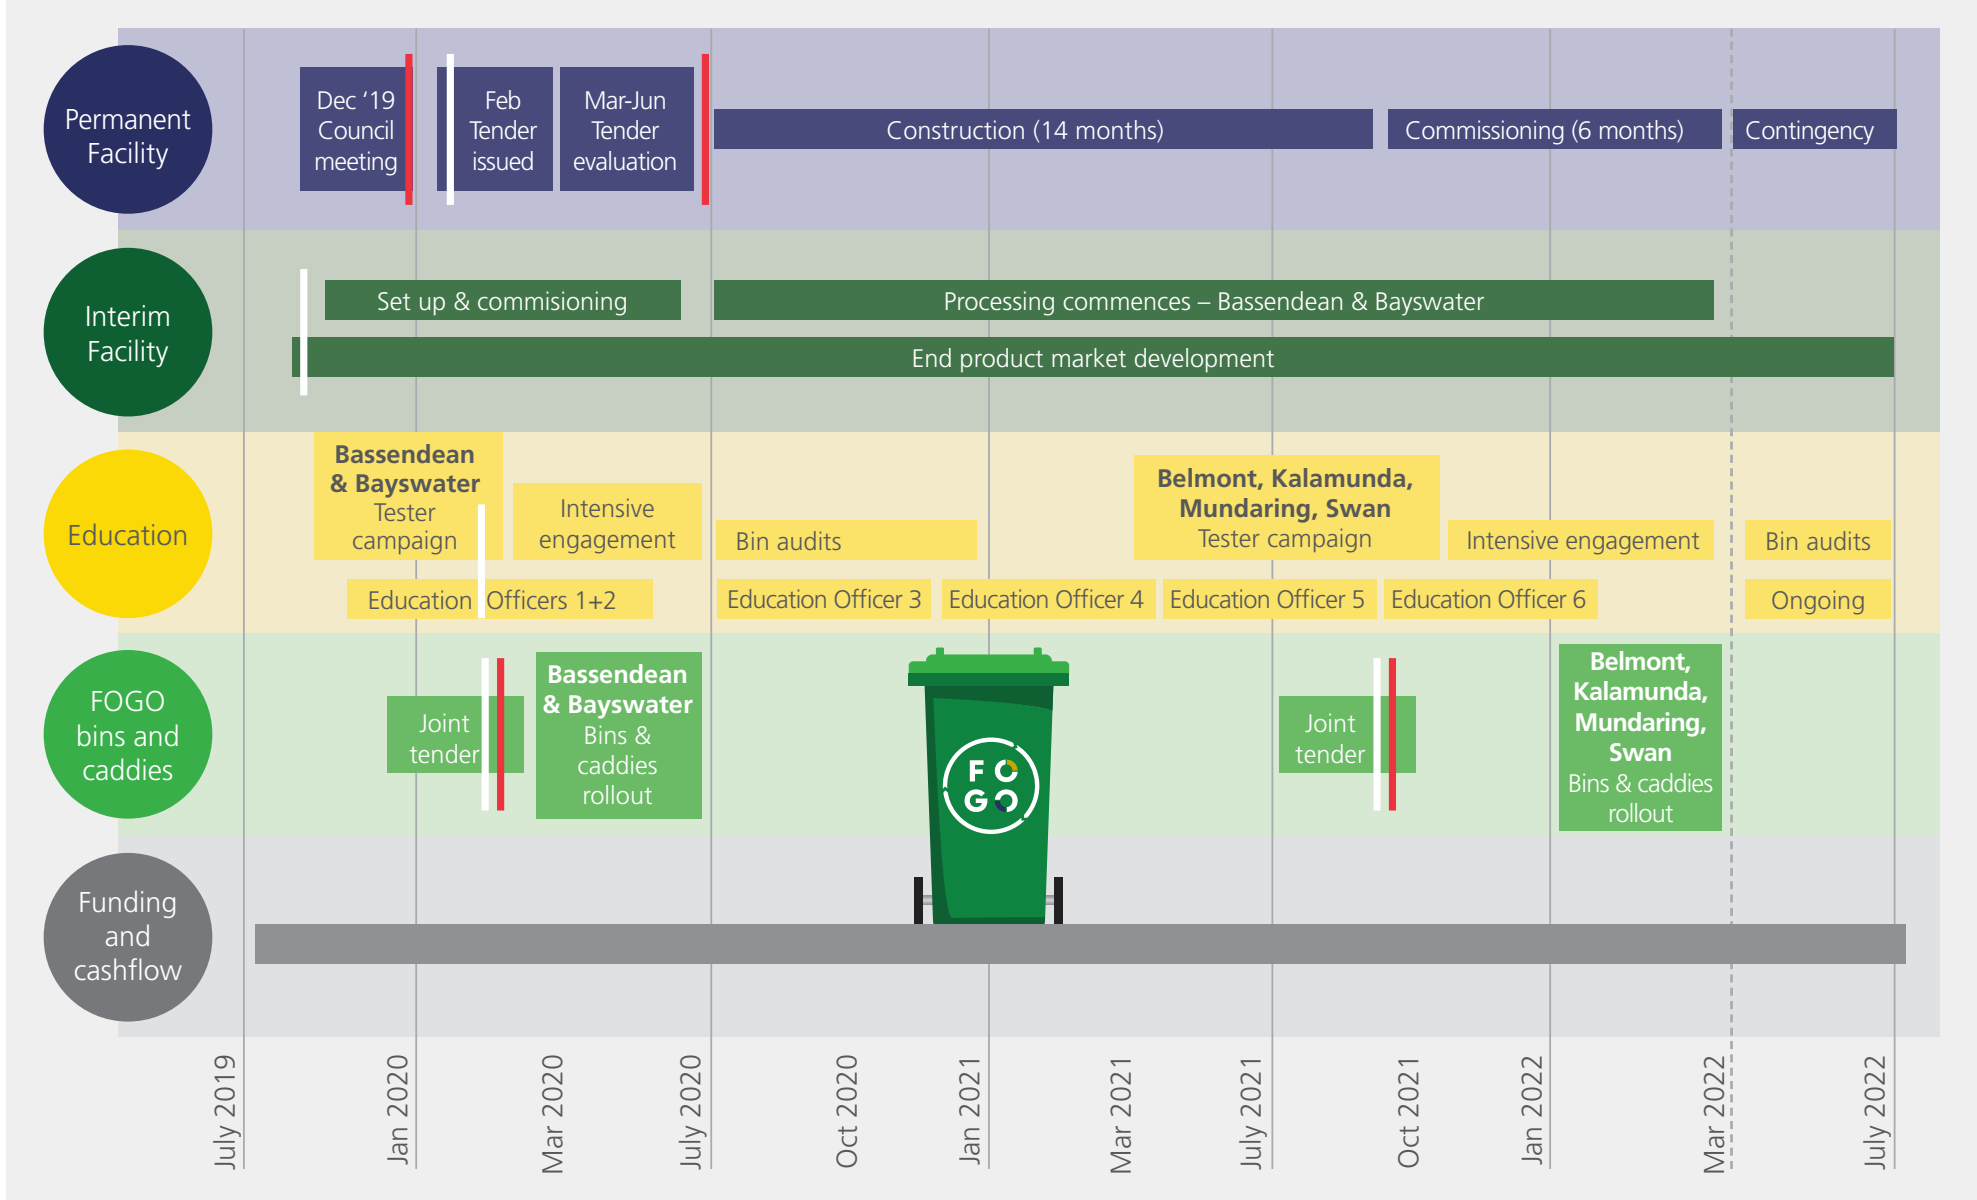 Permanent
Facility
Dec ‘19
Council
meeting
Feb
Tender
issued
Mar-Jun
Tender
evaluation
Construction (14 months)
Commissioning (6 months)
Contingency
Interim
Facility
Set up & commisioning
Processing commences – Bassendean & Bayswater
End product market development
Education
Bassendean
& Bayswater
Tester
campaign
Intensive
engagement
Bin audits
Belmont, Kalamunda,
Mundaring, Swan
Tester campaign
Intensive engagement
Bin audits
Education Officers 1+2
Education Officer 3
Education Officer 4
Education Officer 5
Education Officer 6
Ongoing
FOGO
bins and
caddies
Joint
tender
Bassendean
& Bayswater
Bins &
caddies
rollout
FO
GO
Joint
tender
Belmont,
Kalamunda,
Mundaring,
Swan
Bins & caddies
rollout
Funding
and
cashflow
July 2019
Jan 2020
Mar 2020
July 2020
Oct 2020
Jan 2021
Mar 2021
July 2021
Oct 2021
Jan 2022
Mar 2022
July 2022